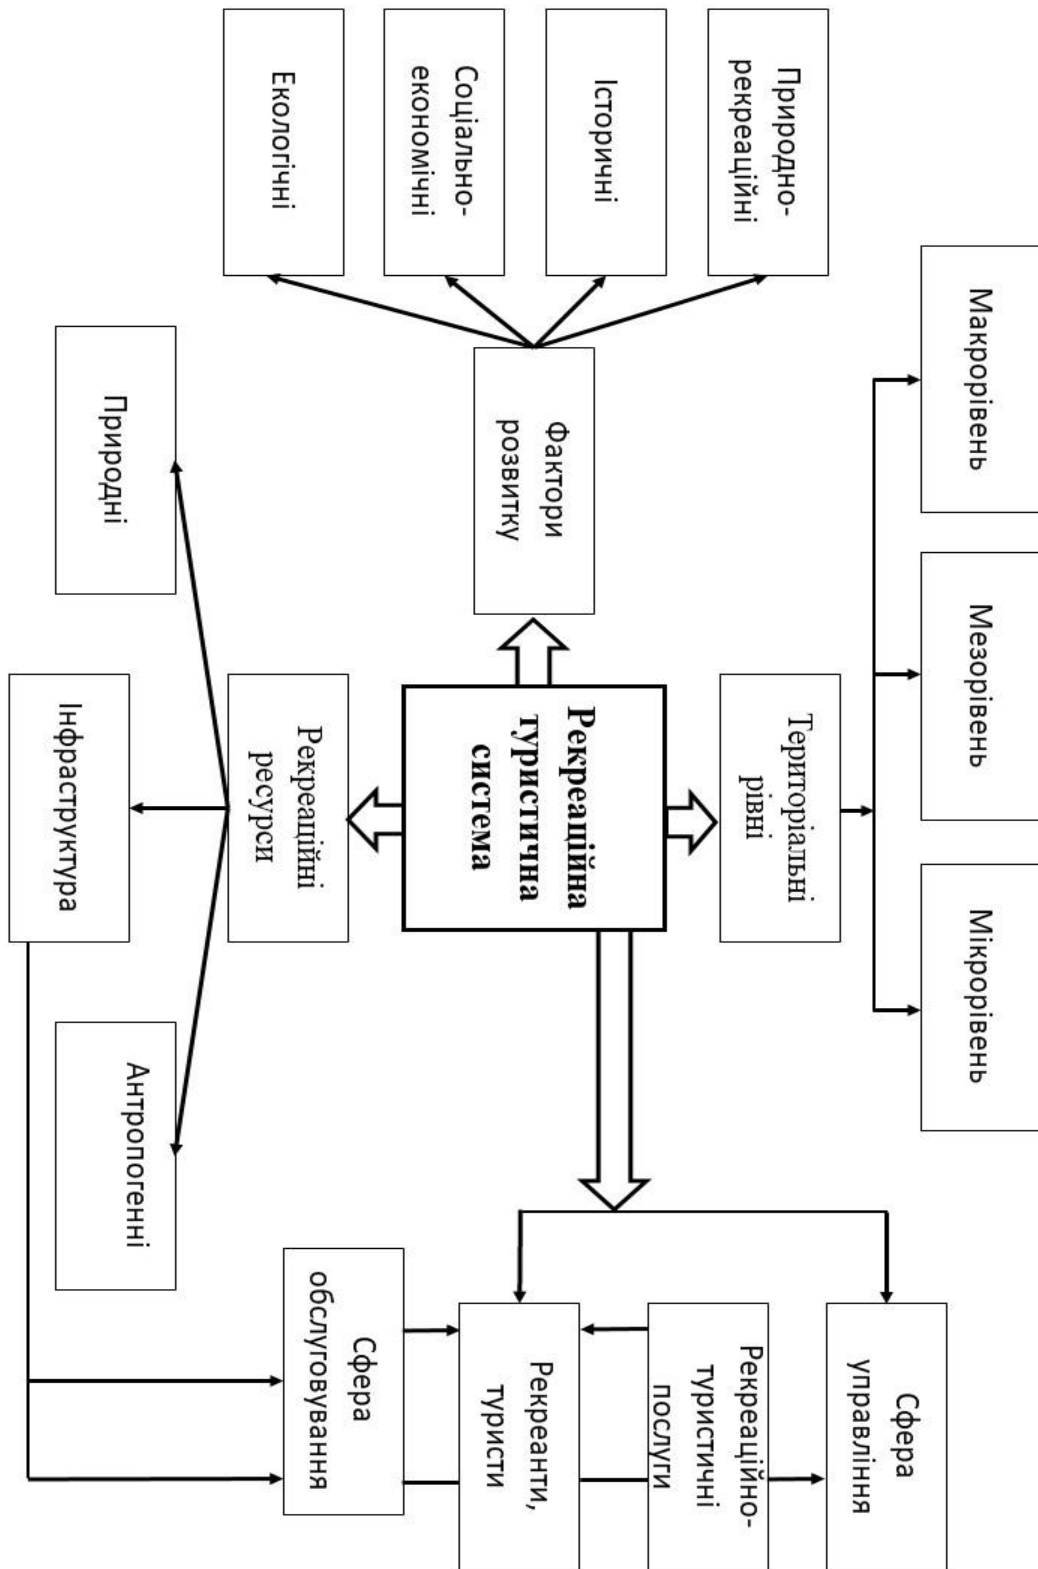 Макрорівень
Мезорівень
Мікрорівень
Сфера
управління
Територіальні
рівні
Природно-
рекреаційні
Рекреаційно-
туристичні
послуги
Історичні
Фактори
розвитку
Рекреаційна
туристична
система
Рекреанти,
туристи
Соціально-
економічні
Сфера
обслуговування
Екологічні
Рекреаційні
ресурси
Природні
Антропогенні
Інфраструктура